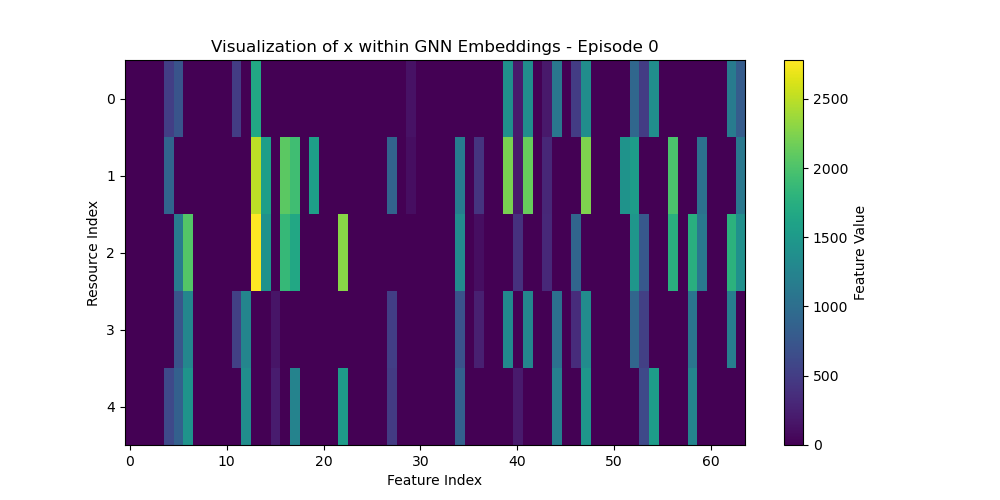 Visualization of x within GNN Embeddings - Episode 0
0
1
2
3
4
Resource Index
0 10 20 30 40 50 60
Feature Index
2500
2000
1500
1000
500
0
Feature Value